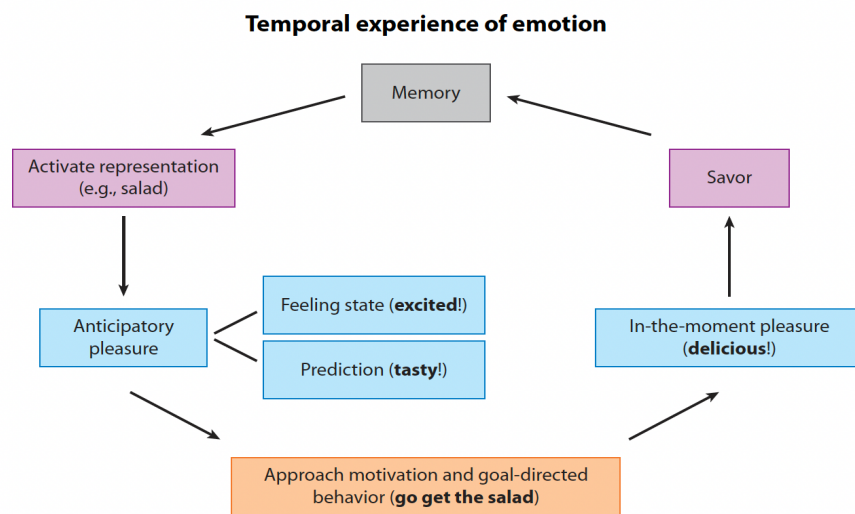 Temporal experience of emotion
Memory
Activate representation
(e.g., salad)
Savor
Anticipatory
pleasure
Feeling state (excited!)
Prediction (tasty!)
In-the-moment pleasure
(delicious!)
Approach motivation and goal-directed
behavior (go get the salad)